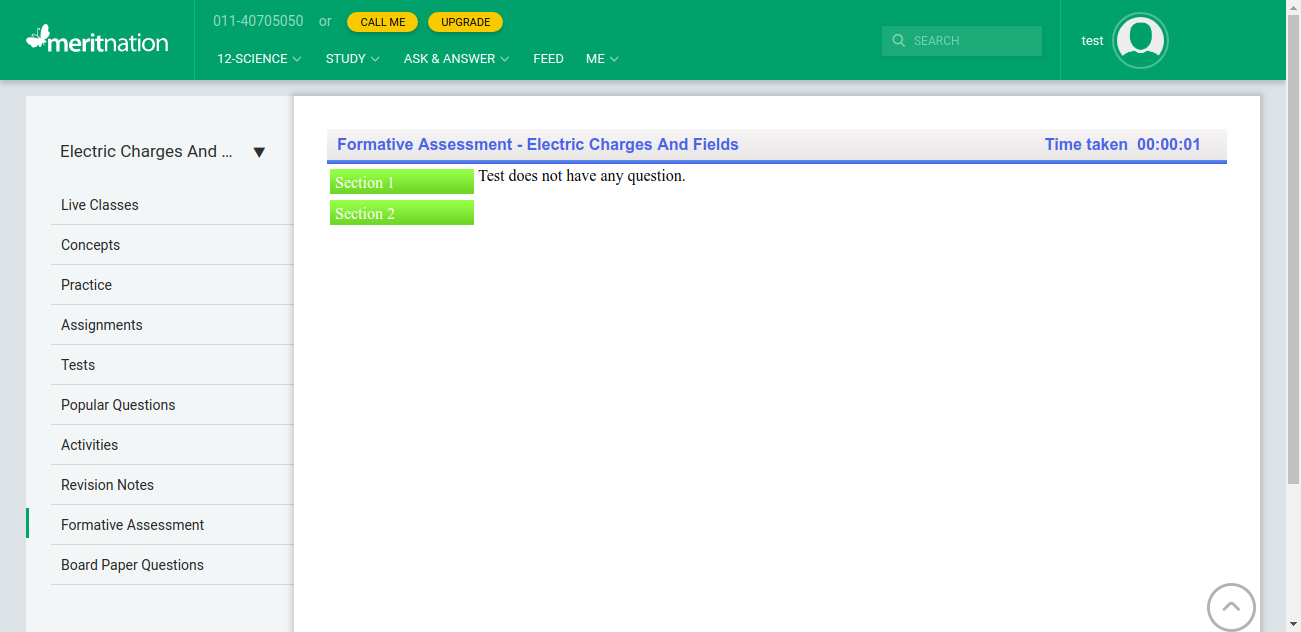 meritnation
011-40705050 or CALL ME UPGRADE
12-SCIENCE STUDY ASK & ANSWER FEED ME
SEARCH
test
Electric Charges And ...
Live Classes
Concepts
Practice
Assignments
Tests
Popular Questions
Activities
Revision Notes
Formative Assessment
Board Paper Questions
Formative Assessment - Electric Charges And Fields
Time taken 00:00:01
Section 1
Section 2
Test does not have any question.